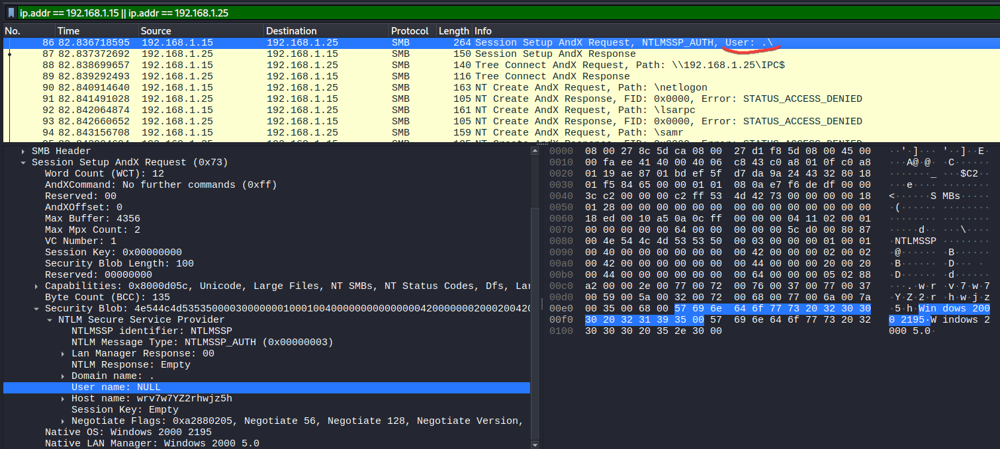 ip.addr == 192.168.1.15 || ip.addr == 192.168.1.25
No. Time Source Destination Protocol Length Info
86 82.836718595 192.168.1.15 192.168.1.25 SMB 264 Session Setup AndX Request, NTLMSSP_AUTH, User: .\
87 82.837372692 192.168.1.25 192.168.1.15 SMB 150 Session Setup AndX Response
88 82.838699657 192.168.1.15 192.168.1.25 SMB 140 Tree Connect AndX Request, Path: \\192.168.1.25\IPC$
89 82.839292493 192.168.1.25 192.168.1.15 SMB 116 Tree Connect AndX Response
90 82.840914640 192.168.1.15 192.168.1.25 SMB 163 NT Create AndX Request, Path: \netlogon
91 82.841491028 192.168.1.25 192.168.1.15 SMB 105 NT Create AndX Response, FID: 0x0000, Error: STATUS_ACCESS_DENIED
92 82.842064874 192.168.1.15 192.168.1.25 SMB 161 NT Create AndX Request, Path: \lsarpc
93 82.842660652 192.168.1.25 192.168.1.15 SMB 105 NT Create AndX Response, FID: 0x0000, Error: STATUS_ACCESS_DENIED
94 82.843156708 192.168.1.15 192.168.1.25 SMB 159 NT Create AndX Request, Path: \samr
SMB Header
Session Setup AndX Request (0x73)
Word Count (WCT): 12
AndXCommand: No further commands (0xff)
Reserved: 00
AndXOffset: 0
Max Buffer: 4356
Max Mpx Count: 2
VC Number: 1
Session Key: 0x00000000
Security Blob Length: 100
Reserved: 00000000
Capabilities: 0x8000d05c, Unicode, Large Files, NT SMBs, NT Status Codes, Dfs, Lar
Byte Count (BCC): 135
Security Blob: 4e544c4d53535000030000000100010040000000000000004200000002000200420
NTLM Secure Service Provider
NTLMSSP identifier: NTLMSSP
NTLM Message Type: NTLMSSP_AUTH (0x00000003)
Lan Manager Response: 00
NTLM Response: Empty
Domain name: .
User name: NULL
Host name: wrv7w7YZ2rhwjz5h
Session Key: Empty
Negotiate Flags: 0xa2880205, Negotiate 56, Negotiate 128, Negotiate Version,
Native OS: Windows 2000 2195
Native LAN Manager: Windows 2000 5.0
0000 08 00 27 8c 5d ca 08 00 27 d1 f8 5d 08 00 45 00 ··'·]··· '··]··E·
0010 00 fa ee 41 40 00 40 06 c8 43 c0 a8 01 0f c0 a8 ···A@·@· ·C······
0020 01 19 ae 87 01 bd ef 5f d7 da 9a 24 43 32 80 18 ·······_ ···$C2··
0030 01 f5 84 65 00 00 01 01 08 0a e7 f6 de df 00 00 ···e···· ········
0040 3c c2 00 00 00 c2 ff 53 4d 42 73 00 00 00 00 18 <······S MBs·····
0050 01 28 00 00 00 00 00 00 00 00 00 00 00 00 00 00 ·(······ ········
0060 18 ed 00 10 a5 0a 0c ff 00 00 00 04 11 02 00 01 ········ ········
0070 00 00 00 00 00 64 00 00 00 00 00 5c d0 00 80 87 ·····d·· ···\····
0080 00 4e 54 4c 4d 53 53 50 00 03 00 00 00 01 00 01 ·NTLMSSP ········
0090 00 40 00 00 00 00 00 00 00 42 00 00 00 02 00 02 ·@······ ·B······
00a0 00 42 00 00 00 00 00 00 00 44 00 00 00 20 00 20 ·B······ ·D··· ·
00b0 00 44 00 00 00 00 00 00 00 64 00 00 00 05 02 88 ·D······ ·d······
00c0 a2 00 00 2e 00 77 00 72 00 76 00 37 00 77 00 37 ···.·w·r ·v·7·w·7
00d0 00 59 00 5a 00 32 00 72 00 68 00 77 00 6a 00 7a ·Y·Z·2·r ·h·w·j·z
00e0 00 35 00 68 00 57 69 6e 64 6f 77 73 20 32 30 30 ·5·h·Win dows 200
00f0 30 20 32 31 39 35 00 57 69 6e 64 6f 77 73 20 32 0 2195·W indows 2
0100 30 30 30 20 35 2e 30 00 000 5.0·